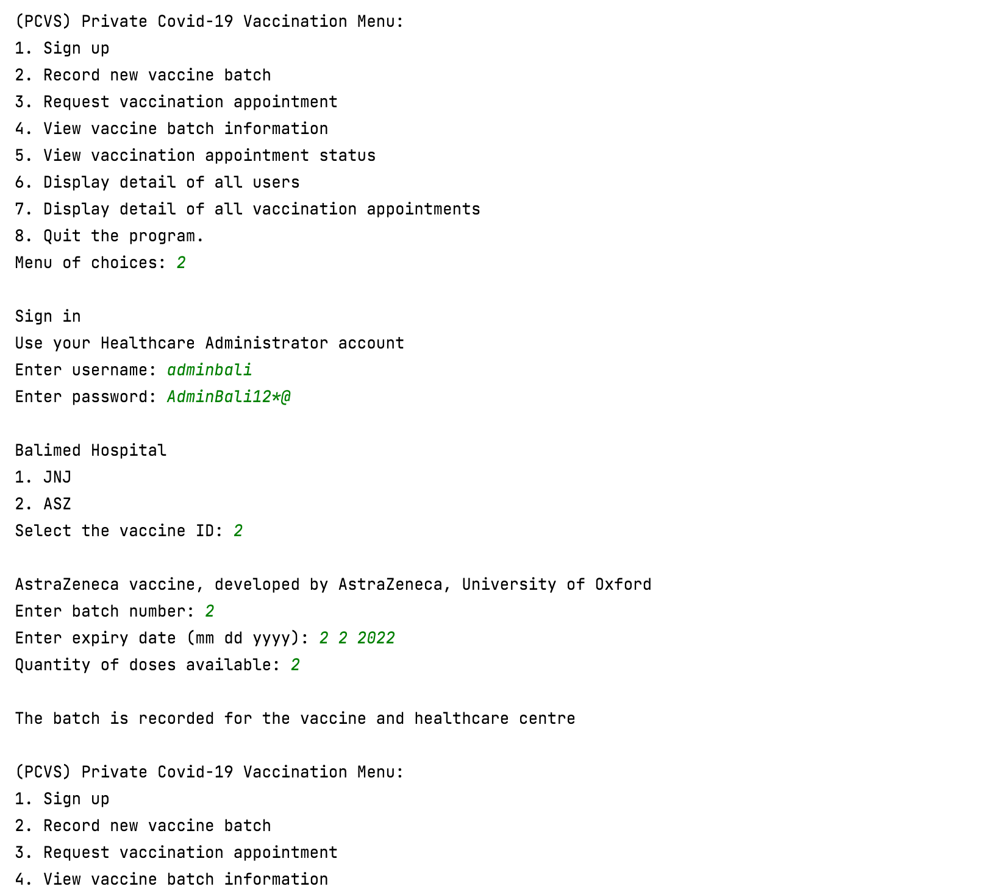 (PCVS) Private Covid-19 Vaccination Menu:
1. Sign up
2. Record new vaccine batch
3. Request vaccination appointment
4. View vaccine batch information
5. View vaccination appointment status
6. Display detail of all users
7. Display detail of all vaccination appointments
8. Quit the program.
Menu of choices: 2
Sign in
Use your Healthcare Administrator account
Enter username: adminbali
Enter password: AdminBali12*@
Balimed Hospital
1. JNJ
2. ASZ
Select the vaccine ID: 2
AstraZeneca vaccine, developed by AstraZeneca, University of Oxford
Enter batch number: 2
Enter expiry date (mm dd yyyy): 2 2 2022
Quantity of doses available: 2
The batch is recorded for the vaccine and healthcare centre
(PCVS) Private Covid-19 Vaccination Menu:
1. Sign up
2. Record new vaccine batch
3. Request vaccination appointment
4. View vaccine batch information